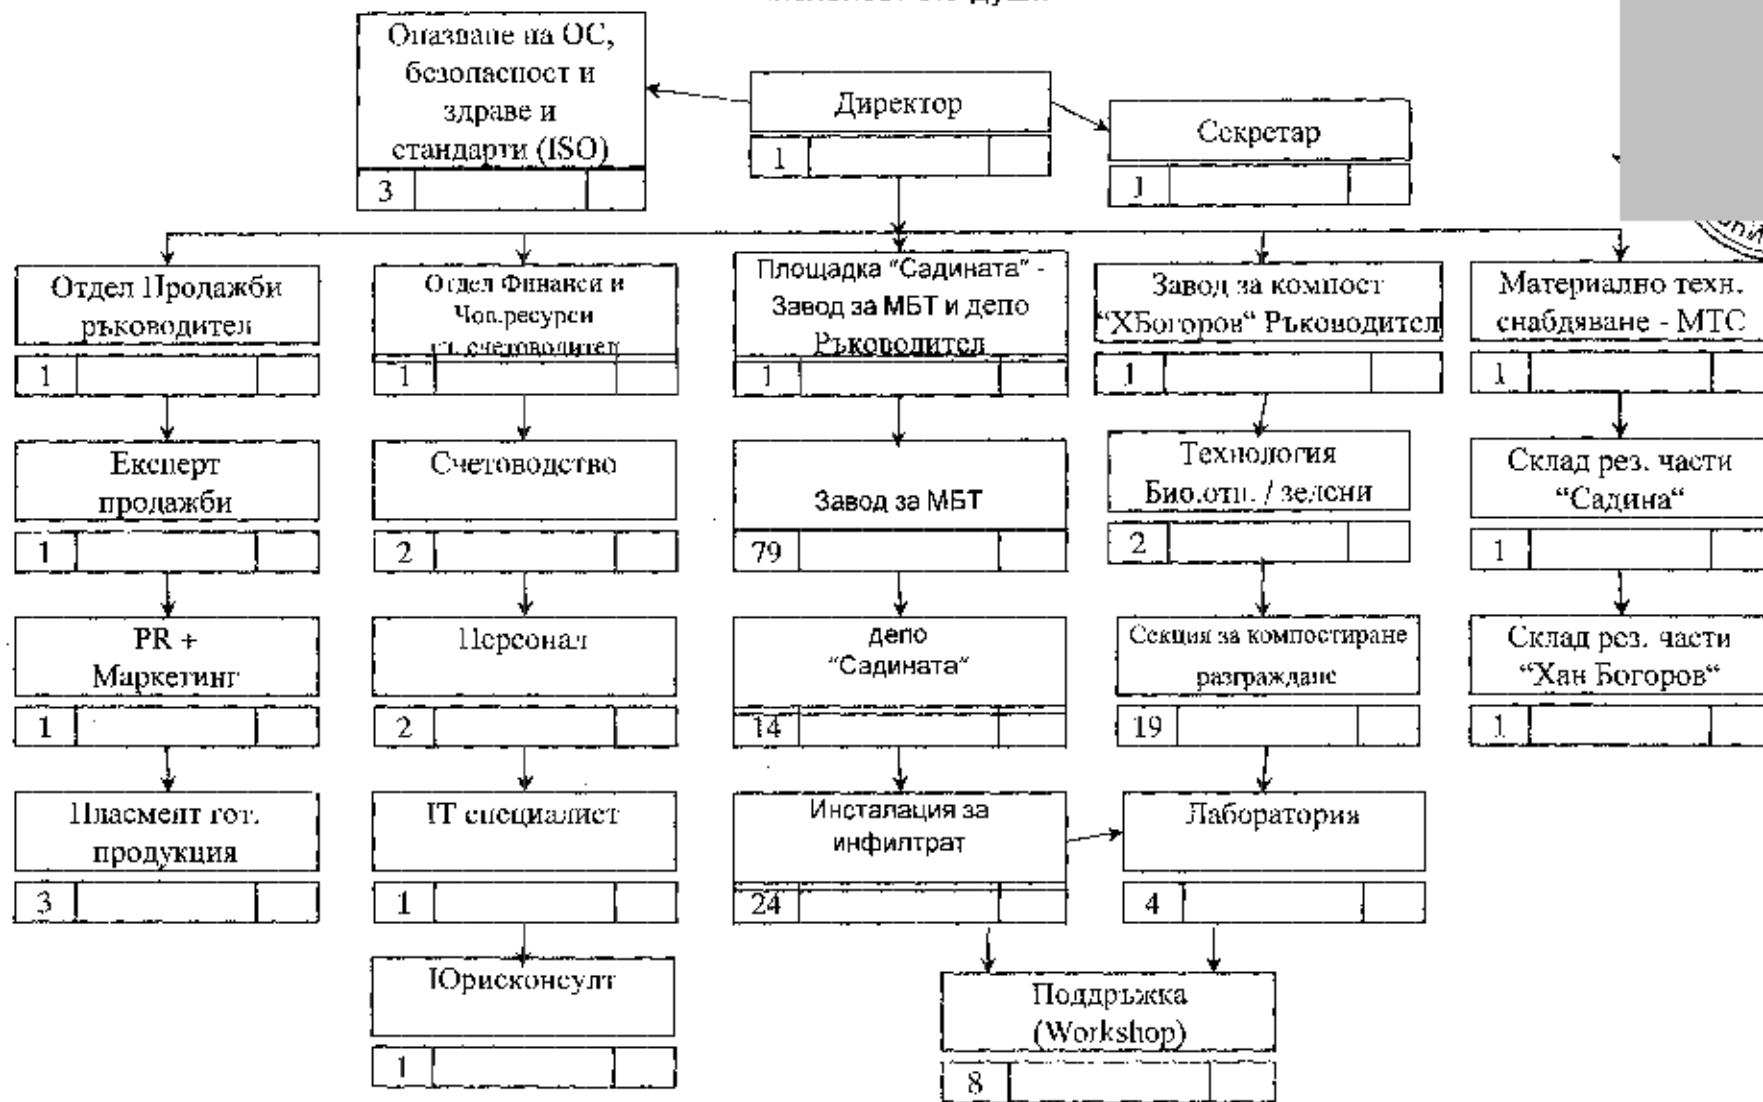 души
Опазване на ОС,
безопасност и
здраве и
стандарти (ISO)
3
Директор
1
Секретар
1
Отдел Продажби
ръководител
1
Отдел Финанси и
Чов.ресурси
гл. счетоводител
1
Площадка "Садината" -
Завод за МБТ и депо
Ръководител
1
Завод за компост
“ХБогоров” Ръководител
1
Материално техн.
снабдяване - МТС
1
Експерт
продажби
1
Счетоводство
2
Завод за МБТ
79
Технология
Био.отп. / зелени
2
Склад рез. части
“Садина“
1
PR +
Маркетинг
1
Персонал
2
депо
“Садината“
14
Секция за компостиране
разграждане
19
Склад рез. части
“Хан Богоров“
1
Пласмент гот.
продукция
3
IT специалист
1
Инсталация за
инфилтрат
24
Лаборатория
4
Юрисконсулт
1
Поддръжка
(Workshop)
8